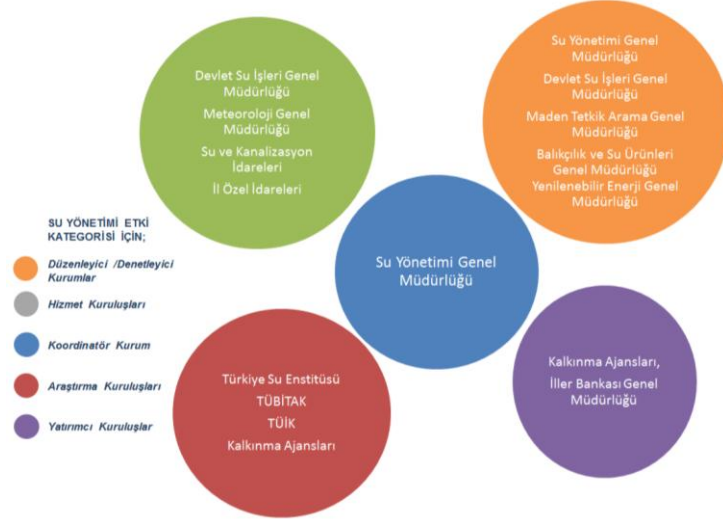 Devlet Su İşleri Genel
Müdürlüğü
Meteoroloji Genel
Müdürlüğü
Su ve Kanalizasyon
İdareleri
İl Özel İdareleri
Su Yönetimi Genel
Müdürlüğü
Devlet Su İşleri Genel
Müdürlüğü
Maden Tetkik Arama Genel
Müdürlüğü
Balıkçılık ve Su Ürünleri
Genel Müdürlüğü
Yenilenebilir Enerji Genel
Müdürlüğü
SU YÖNETİMİ ETKİ
KATEGORİSİ İÇİN;
Düzenleyici /Denetleyici
Kurumlar
Hizmet Kuruluşları
Koordinatör Kurum
Araştırma Kuruluşları
Yatırımcı Kuruluşlar
Su Yönetimi Genel
Müdürlüğü
Türkiye Su Enstitüsü
TÜBİTAK
TÜİK
Kalkınma Ajansları
Kalkınma Ajansları,
İller Bankası Genel
Müdürlüğü